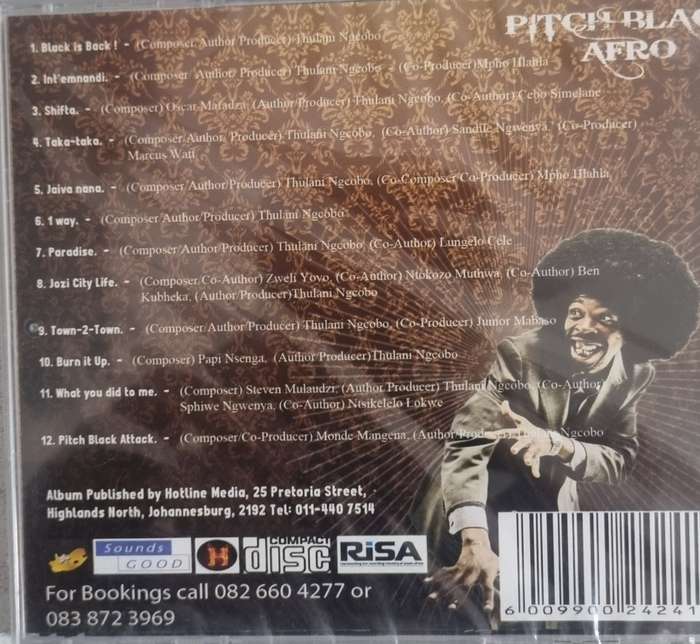 PITCH BLA
AFRO
1. Black is Back! - (Composer/Author/Producer) Thulani Ngcobo
2. Int'emnandi. - (Composer/Author/Producer) Thulani Ngcobo - (Co-Producer)Mpho Hlahla
3. Shifta. - (Composer) Oscar (Author/Producer) Thulani Ngcobo, (Co-Author) Cebo Simelane
4. Taka-taka. - (Composer/Author/Producer) Thulani Ngcobo, (Co-Author) Sandile Ngwenya, (Co-Producer)
Marcus
5. Jaiva nana. - (Composer/Author/Producer) Thulani Ngcobo, (Co-Composer/Co-Producer) Mpho Hlahla
6. 1 way. - (Composer/Author/Producer) Thulani Ngcobo
7. Paradise. - (Composer/Author/Producer) Thulani Ngcobo (Co-Author) Lungelo Cele
8. Jozi City Life. - (Composer/Co-Author) Zweli Yovo, (Co-Author) Ntokozo Muthwa, (Co-Author) Ben
Kubheka, (Author/Producer)Thulani Ngcobo
9. Town-2-Town. - (Composer/Author/Producer) Thulani Ngcobo, (Co-Producer) Junior Mabaso
10. Burn it Up. - (Composer) Papi Nsenga, (Author/Producer)Thulani Ngcobo
11. What you did to me. - (Composer) Steven Mulaudzi, (Author/Producer) Thulani Ngcobo, (Co-Author)
Sphiwe Ngwenya, (Co-Author) Ntsikelelo Lokwe
12. Pitch Black Attack. - (Composer/Co-Producer) Monde Mangena, (Author/Producer) Thulani Ngcobo
Album Published by Hotline Media, 25 Pretoria Street,
Highlands North, Johannesburg, 2192 Tel: 011-440 7514
Sounds
GOOD
H
COMPACT
disc
RiSA
For Bookings call 082 660 4277 or
083 872 3969
6 009900 24241